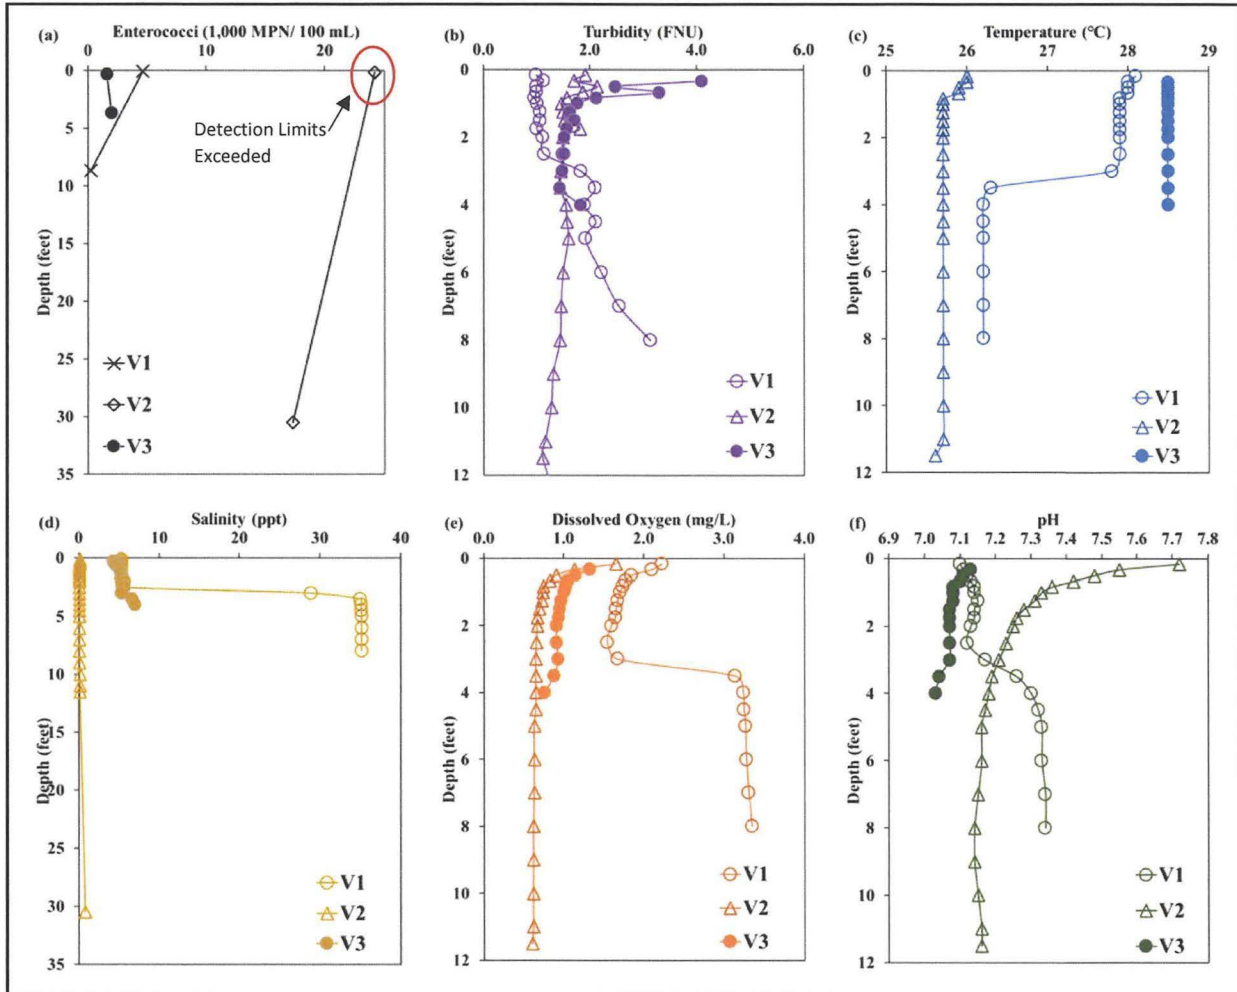 (a) Enterococci (1,000 MPN/ 100 mL)
0 10 20
0
5
10
15
20
25
30
35
Depth (feet)
Detection Limits
Exceeded
V1
V2
V3
(b) Turbidity (FNU)
0.0 2.0 4.0 6.0
0
2
4
6
8
10
12
Depth (feet)
V1
V2
V3
(c) Temperature (°C)
25 26 27 28 29
0
2
4
6
8
10
12
Depth (feet)
V1
V2
V3
(d) Salinity (ppt)
0 10 20 30 40
0
5
10
15
20
25
30
35
Depth (feet)
V1
V2
V3
(e) Dissolved Oxygen (mg/L)
0.0 1.0 2.0 3.0 4.0
0
2
4
6
8
10
12
Depth (feet)
V1
V2
V3
(f) pH
6.9 7.0 7.1 7.2 7.3 7.4 7.5 7.6 7.7 7.8
0
2
4
6
8
10
12
Depth (feet)
V1
V2
V3